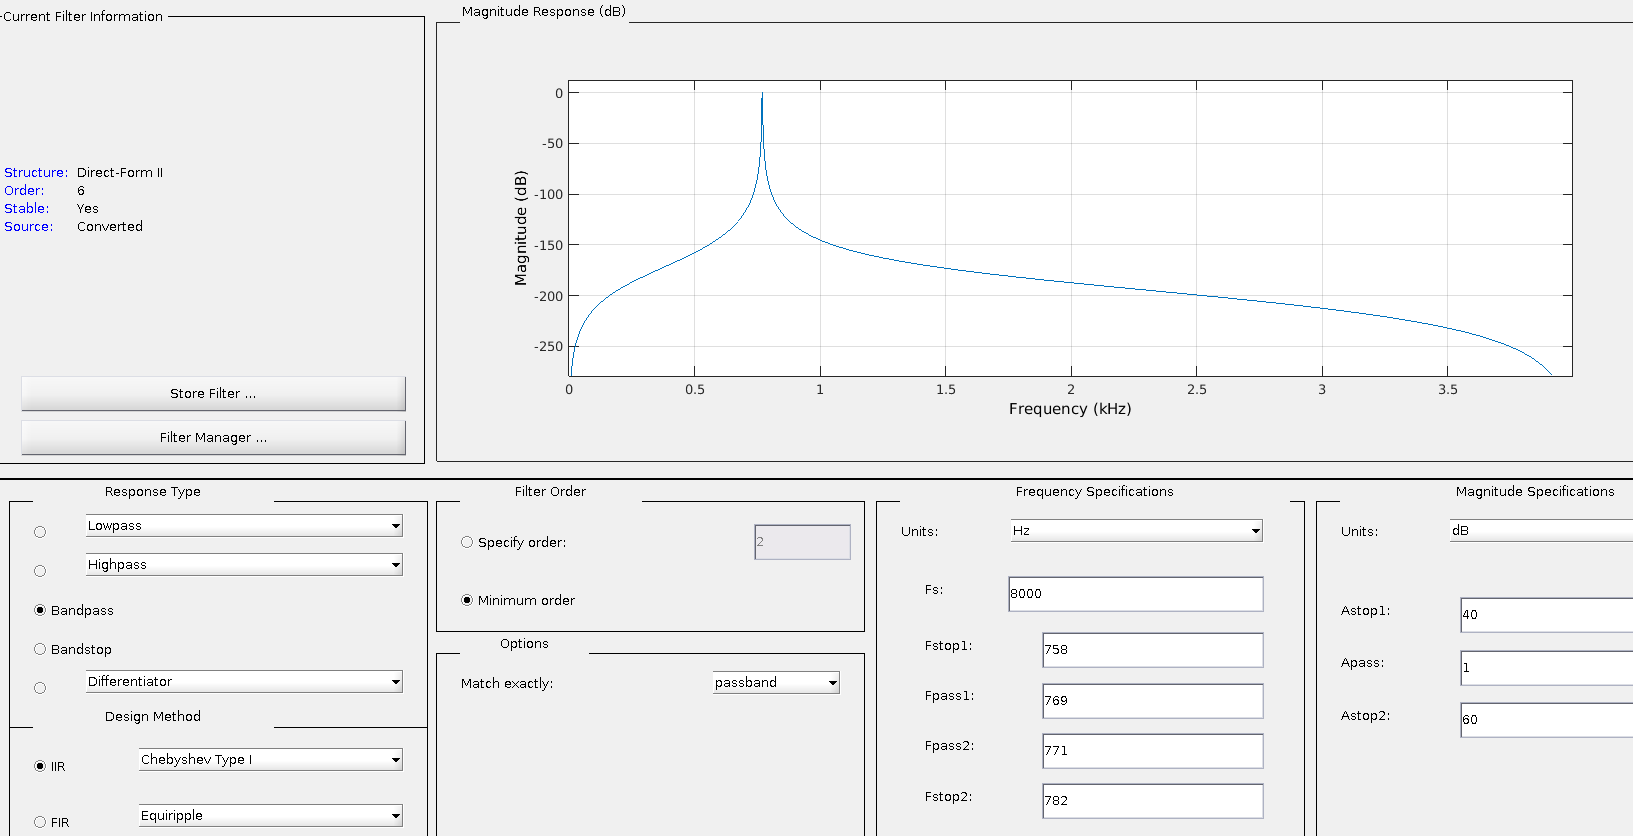 Current Filter Information
Structure: Direct-Form II
Order: 6
Stable: Yes
Source: Converted
Store Filter ...
Filter Manager ...
Magnitude Response (dB)
0
-50
-100
-150
-200
-250
Magnitude (dB)
0 0.5 1 1.5 2 2.5 3 3.5
Frequency (kHz)
Response Type
Lowpass
Highpass
Bandpass
Bandstop
Differentiator
Design Method
IIR Chebyshev Type I
FIR Equiripple
Filter Order
Specify order: 2
Minimum order
Options
Match exactly: passband
Frequency Specifications
Units: Hz
Fs: 8000
Fstop1: 758
Fpass1: 769
Fpass2: 771
Fstop2: 782
Magnitude Specifications
Units: dB
Astop1: 40
Apass: 1
Astop2: 60